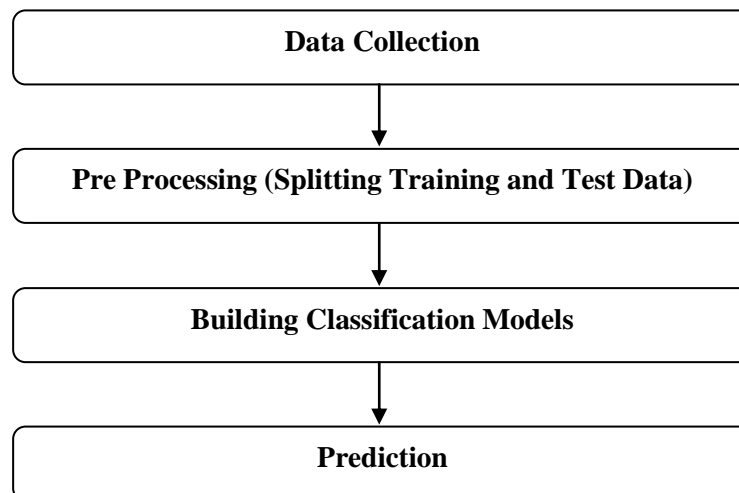 Data Collection
Pre Processing (Splitting Training and Test Data)
Building Classification Models
Prediction